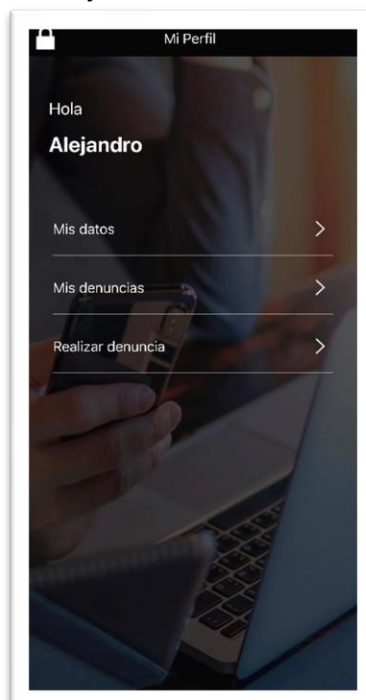 Mi Perfil
Hola
Alejandro
Mis datos
Mis denuncias
Realizar denuncia